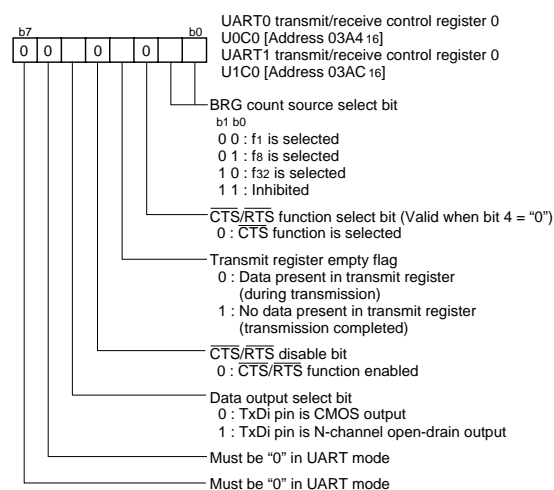 UART0 transmit/receive control register 0
b7 b0
U0C0 [Address 03A4 16]
0 0 0 0
UART1 transmit/receive control register 0
U1C0 [Address 03AC 16]
BRG count source select bit
b1 b0
0 0 : f1 is selected
0 1 : f8 is selected
1 0 : f32 is selected
1 1 : Inhibited
CTS/RTS function select bit (Valid when bit 4 = “0”)
0 : CTS function is selected
Transmit register empty flag
0 : Data present in transmit register
(during transmission)
1 : No data present in transmit register
(transmission completed)
CTS/RTS disable bit
0 : CTS/RTS function enabled
Data output select bit
0 : TxDi pin is CMOS output
1 : TxDi pin is N-channel open-drain output
Must be “0” in UART mode
Must be “0” in UART mode